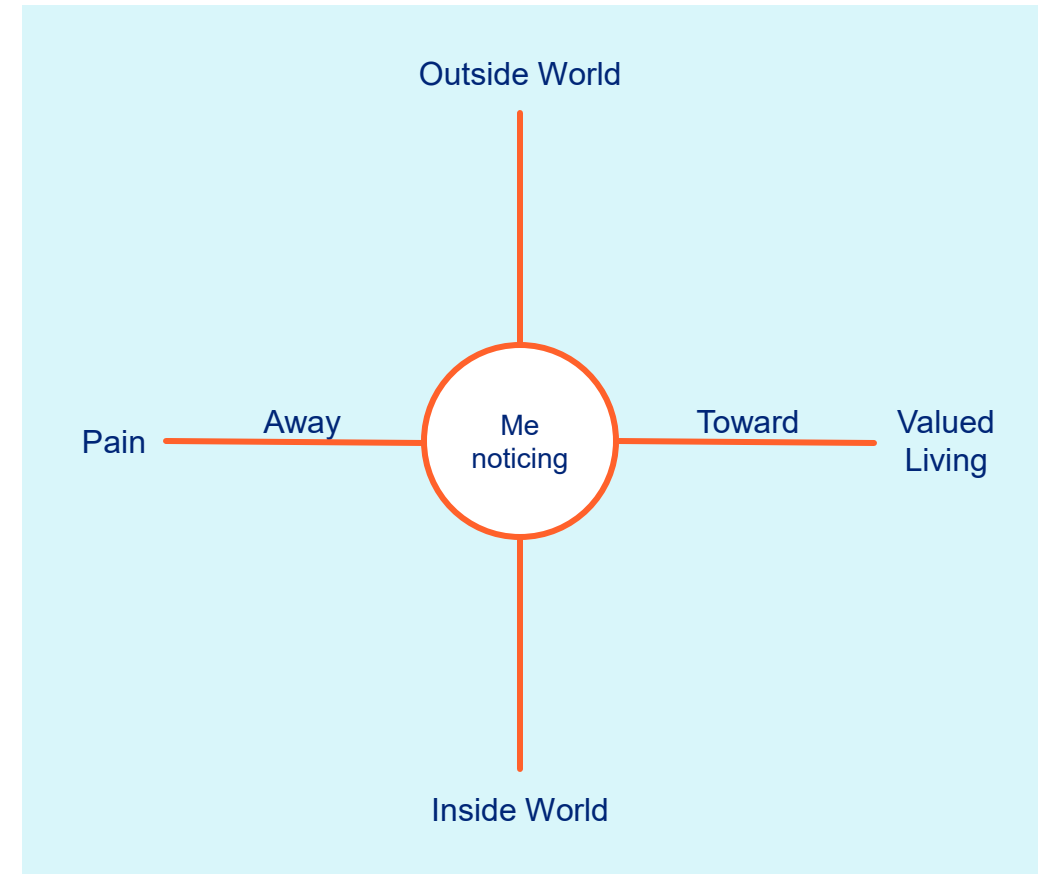 Outside World
Away
Pain
Me
noticing
Toward
Valued
Living
Inside World